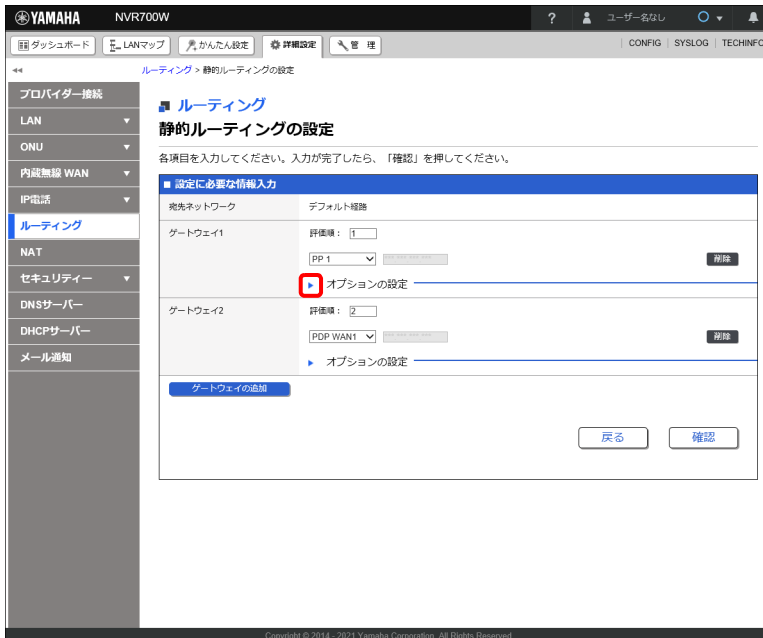 YAMAHA NVR700W ? ユーザー名なし
ダッシュボード LANマップ かんたん設定 詳細設定 管 理 CONFIG SYSLOG TECHINFO
ルーティング > 静的ルーティングの設定
プロバイダー接続
LAN
ONU
内蔵無線 WAN
IP電話
ルーティング
NAT
セキュリティー
DNSサーバー
DHCPサーバー
メール通知
ルーティング
静的ルーティングの設定
各項目を入力してください。入力が完了したら、「確認」を押してください。
■ 設定に必要な情報入力
宛先ネットワーク デフォルト経路
ゲートウェイ1 評価順： 1
PP 1 *** *** *** *** 削除
オプションの設定
ゲートウェイ2 評価順： 2
PDP WAN1 *** *** *** *** 削除
オプションの設定
ゲートウェイの追加
戻る 確認
Copyright © 2014 - 2021 Yamaha Corporation. All Rights Reserved.